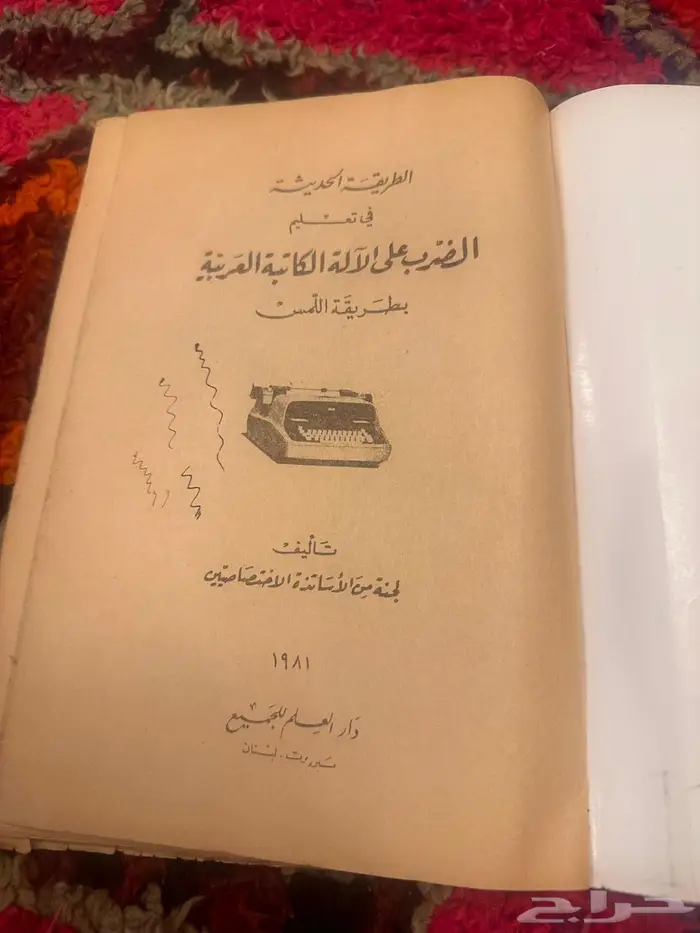 الطريقة الحديثة
في تعليم
الضرب على الآلة الكاتبة العربية
بطريقة اللمس
تأليف
لجنة من الأساتذة الاختصاصيين
١٩٨١
دار العلم للجميع
بيروت - لبنان
حراج